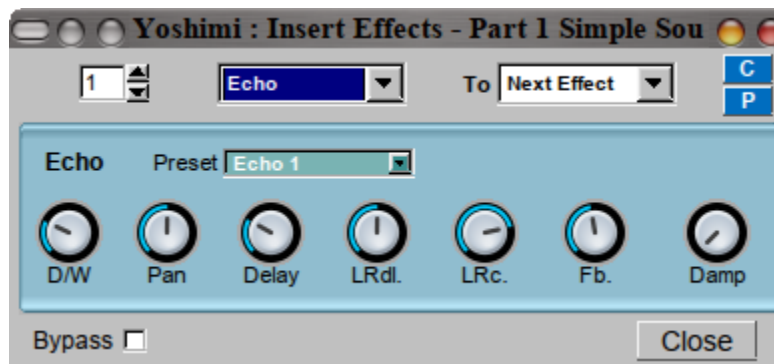 Yoshimi : Insert Effects - Part 1 Simple Sou
1 Echo To Next Effect C
P
Echo Preset Echo 1
D/W Pan Delay LRdl. LRc. Fb. Damp
Bypass Close